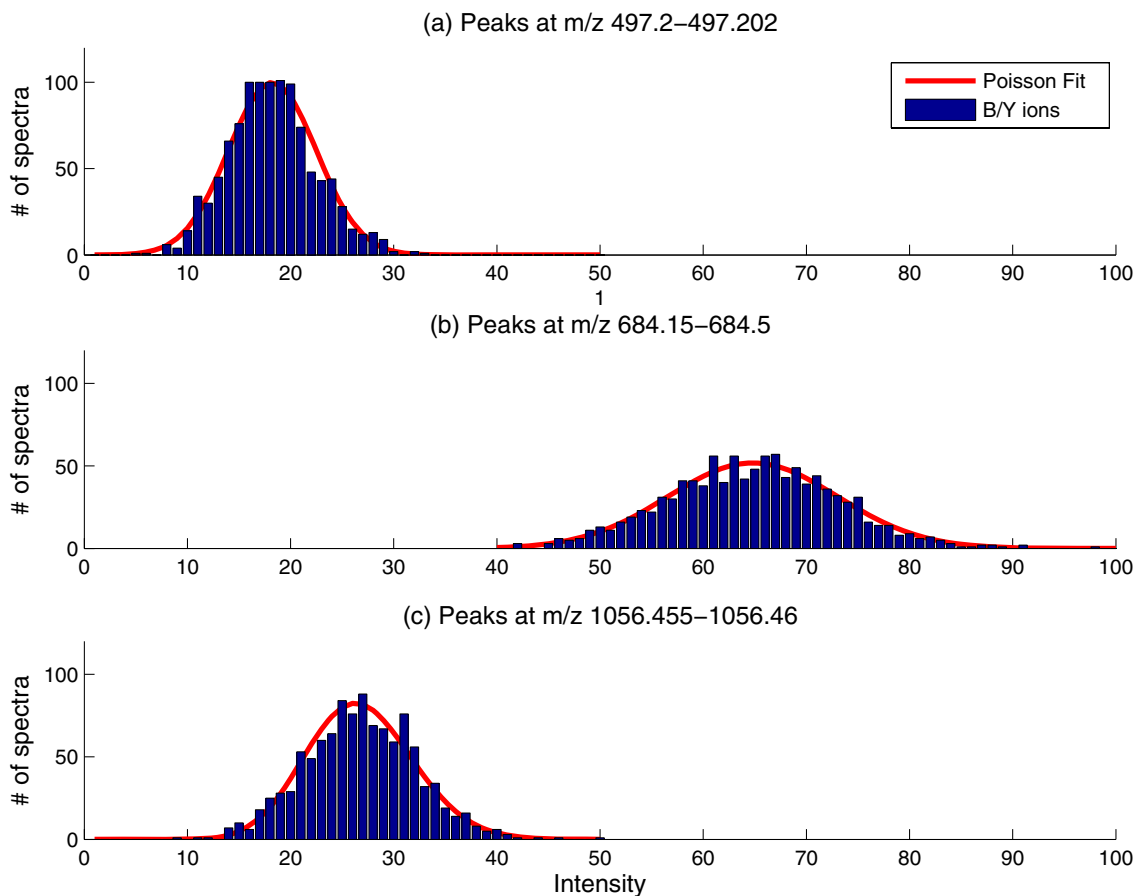 (a) Peaks at m/z 497.2−497.202
Poisson Fit
B/Y ions
# of spectra
100
50
0
0 10 20 30 40 50 60 70 80 90 100
1
(b) Peaks at m/z 684.15−684.5
# of spectra
100
50
0
0 10 20 30 40 50 60 70 80 90 100
(c) Peaks at m/z 1056.455−1056.46
# of spectra
100
50
0
0 10 20 30 40 50 60 70 80 90 100
Intensity